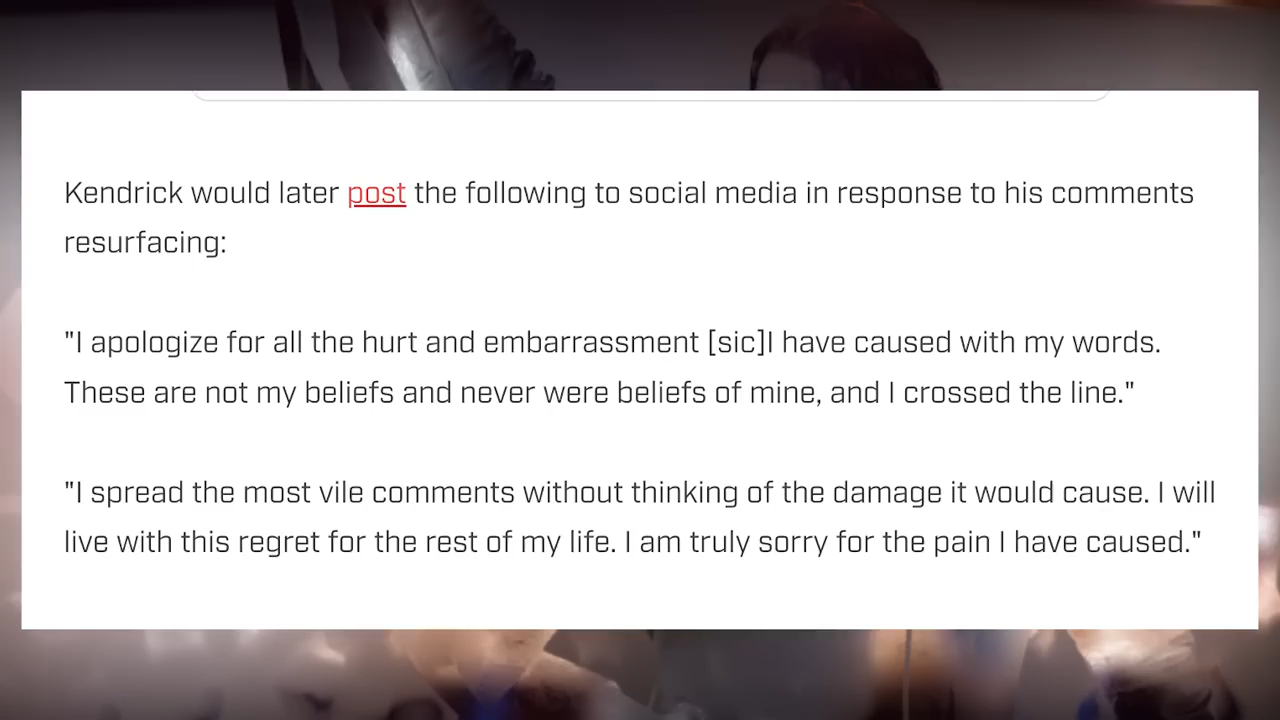 Kendrick would later post the following to social media in response to his comments
resurfacing:
"I apologize for all the hurt and embarrassment [sic]I have caused with my words.
These are not my beliefs and never were beliefs of mine, and I crossed the line."
"I spread the most vile comments without thinking of the damage it would cause. I will
live with this regret for the rest of my life. I am truly sorry for the pain I have caused."